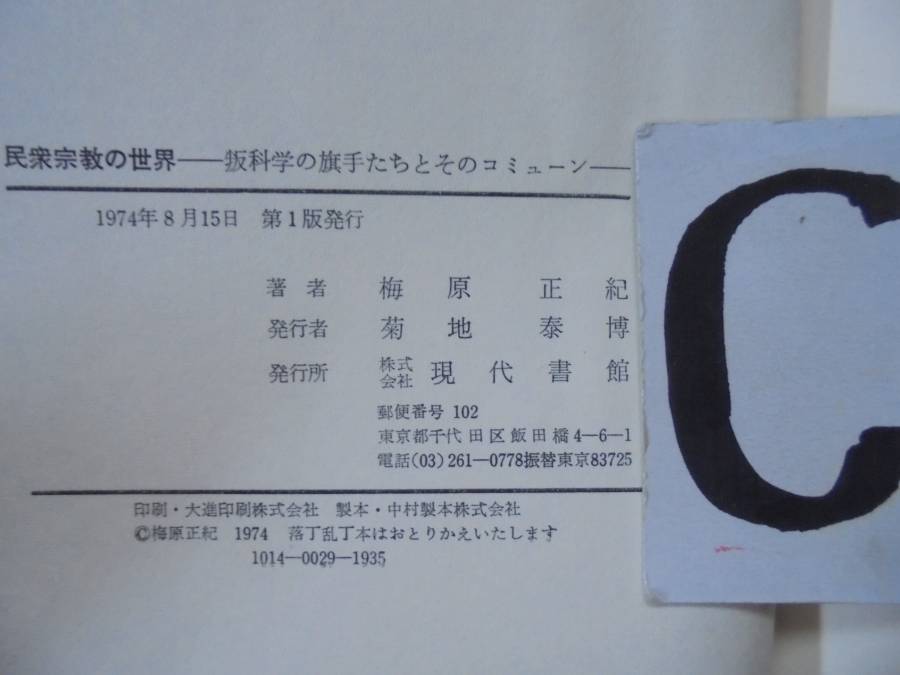 民衆宗教の世界——叛科学の旗手たちとそのコミューン——
1974年8月15日　第1版発行
著者　梅原正紀
発行者　菊地泰博
発行所　株式会社　現代書館
郵便番号 102
東京都千代田区飯田橋4—6—1
電話(03)261—0778振替東京83725
印刷・大進印刷株式会社　製本・中村製本株式会社
©梅原正紀　1974　落丁乱丁本はおとりかえいたします
1014—0029—1935
C